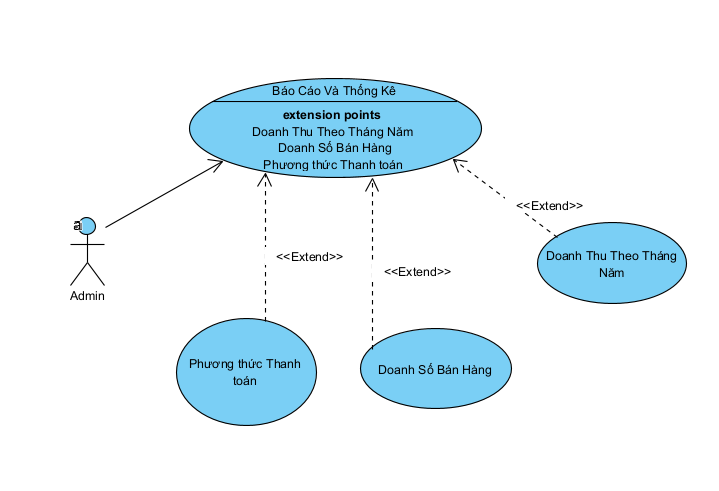 Báo Cáo Và Thống Kê
extension points
Doanh Thu Theo Tháng Năm
Doanh Số Bán Hàng
Phương thức Thanh toán
<<Extend>>
Admin
<<Extend>>
<<Extend>>
Doanh Thu Theo Tháng
Năm
Phương thức Thanh
toán
Doanh Số Bán Hàng